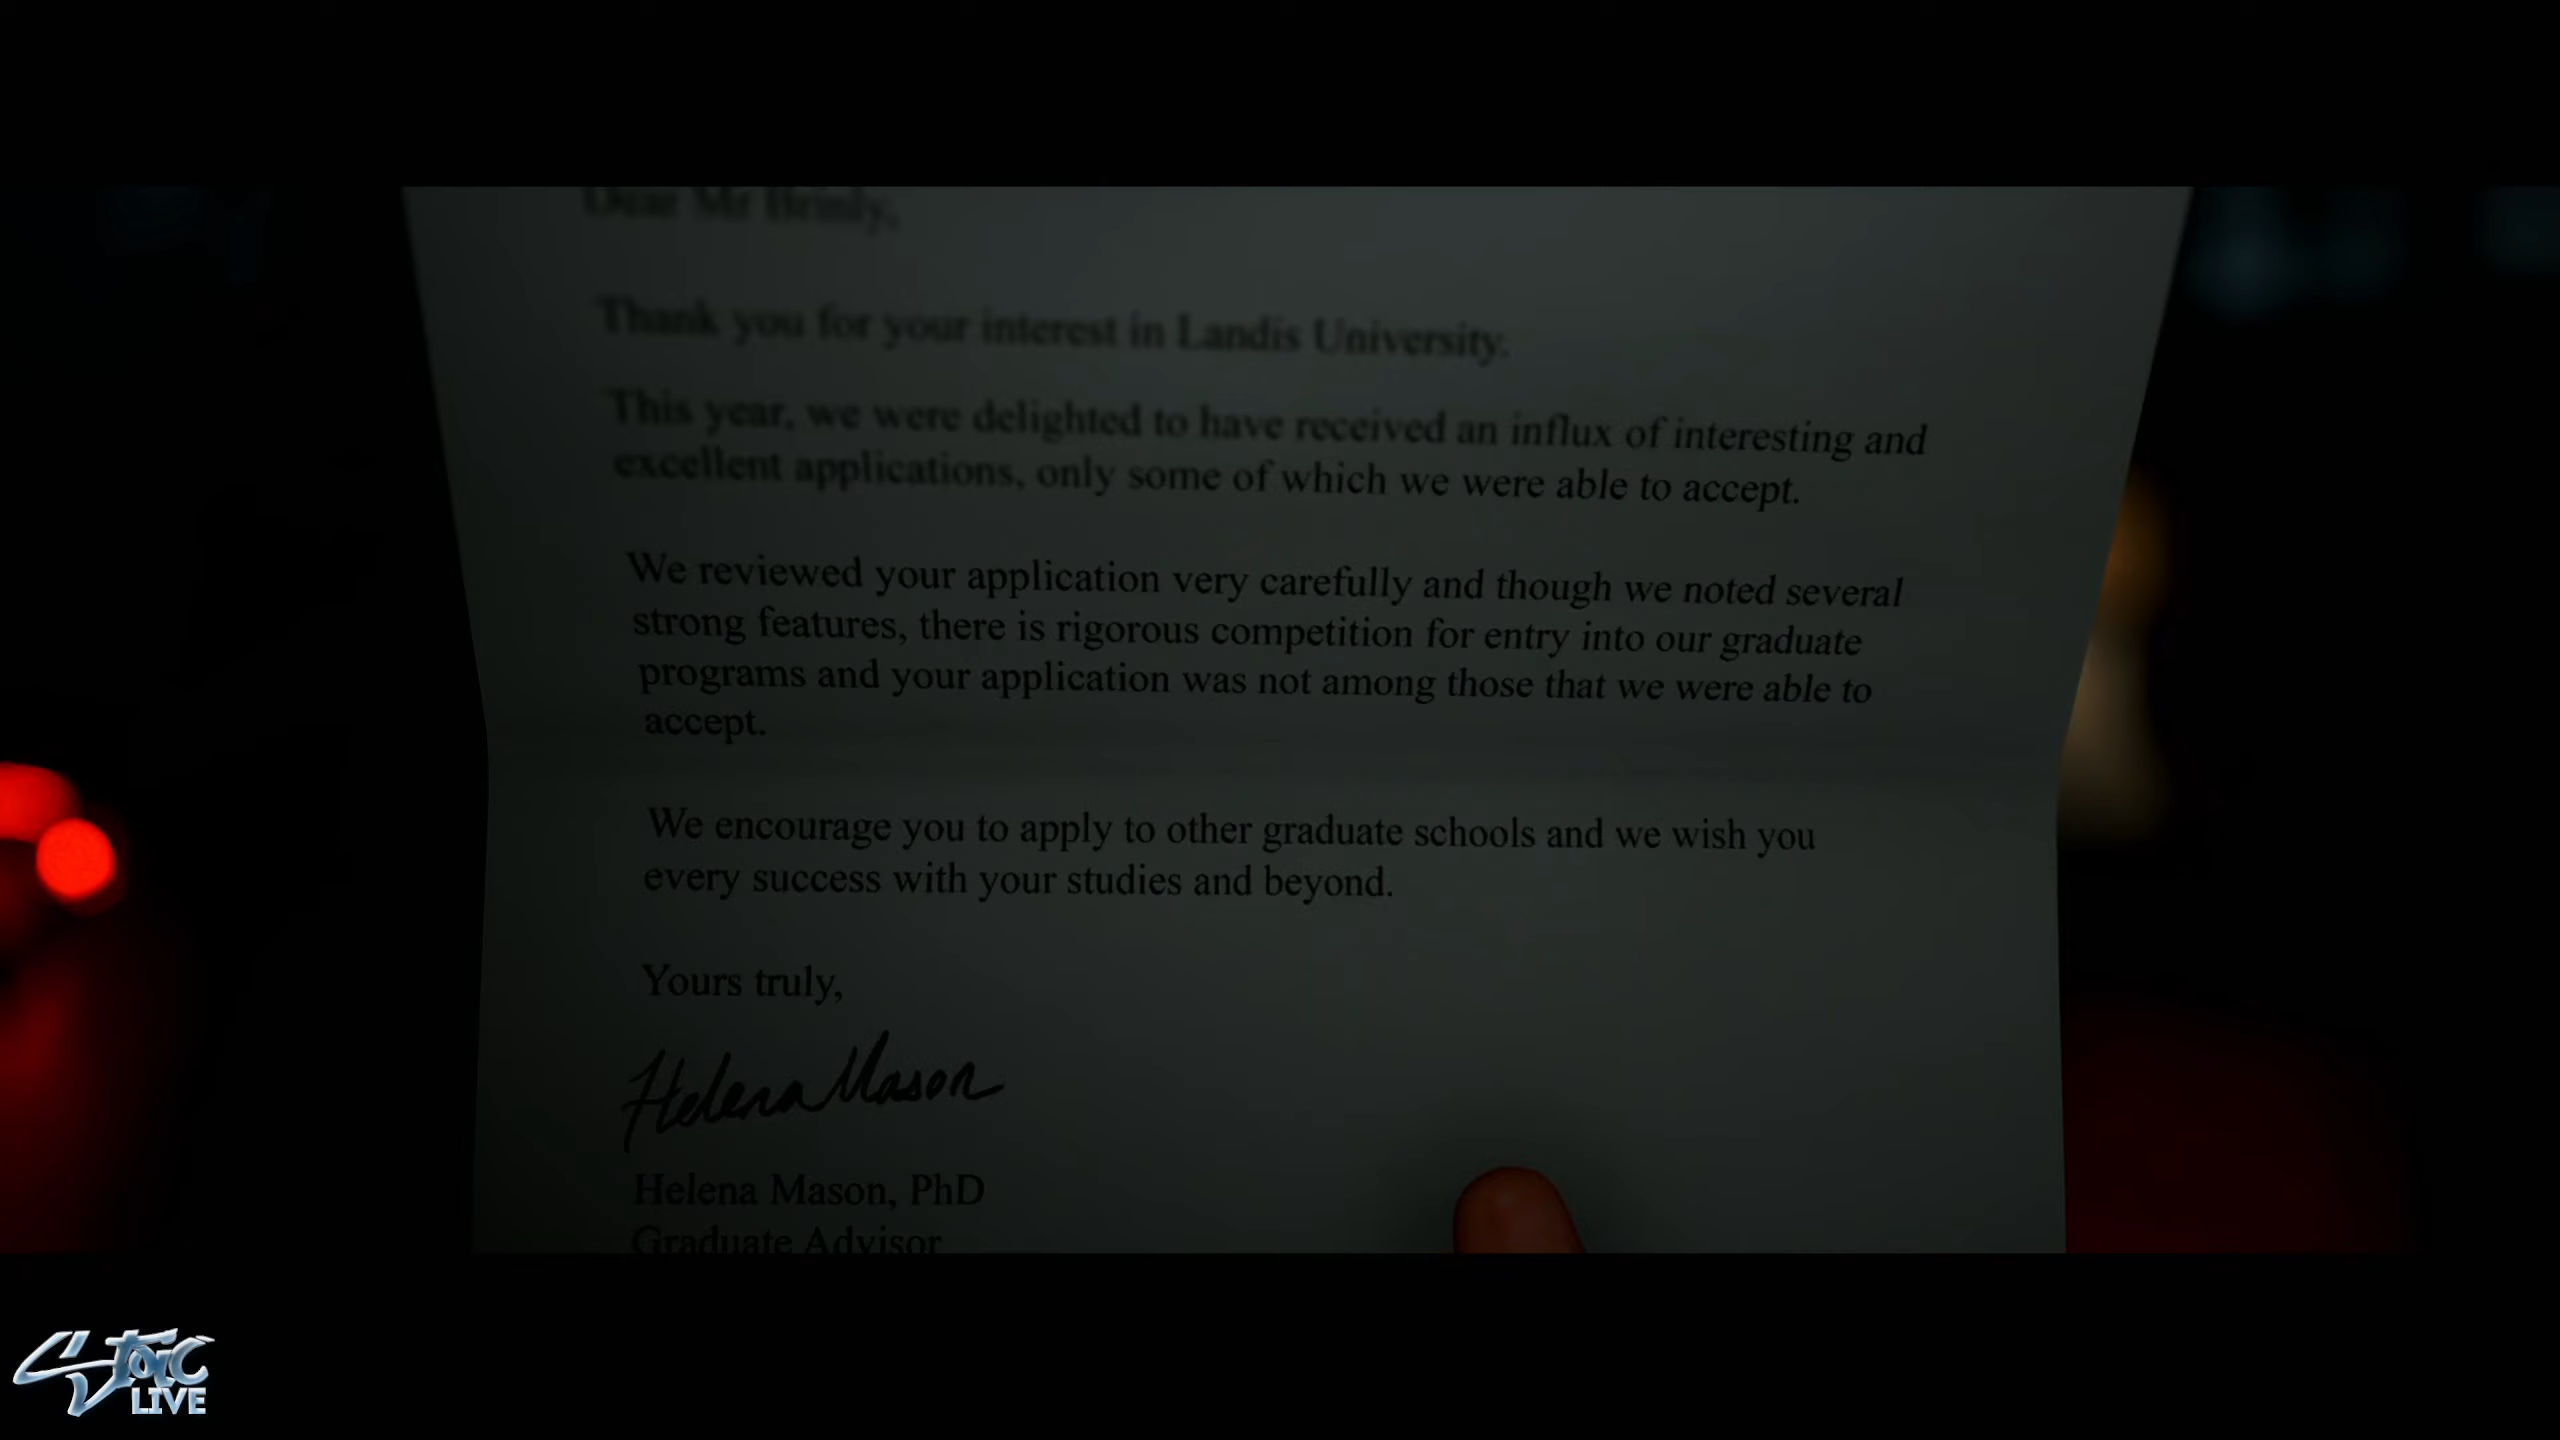 Dear Mr Brinly,
Thank you for your interest in Landis University.
This year, we were delighted to have received an influx of interesting and
excellent applications, only some of which we were able to accept.
We reviewed your application very carefully and though we noted several
strong features, there is rigorous competition for entry into our graduate
programs and your application was not among those that we were able to
accept.
We encourage you to apply to other graduate schools and we wish you
every success with your studies and beyond.
Yours truly,
Helena Mason
Helena Mason, PhD
Graduate Advisor
STOIC
LIVE